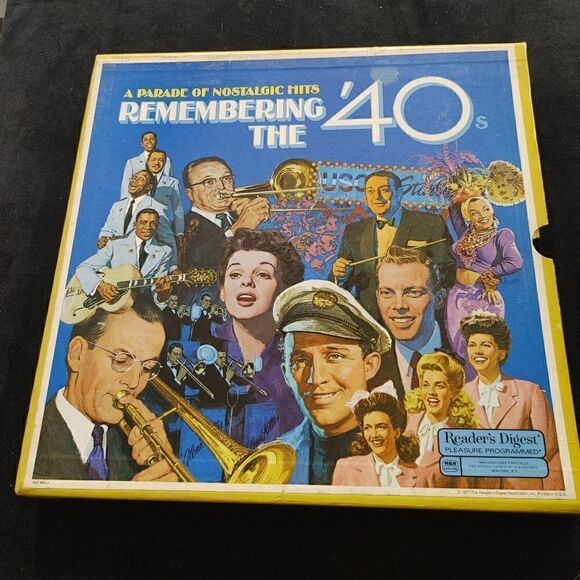 A PARADE OF NOSTALGIC HITS
REMEMBERING
THE '40s
USO
Reader's Digest®
PLEASURE PROGRAMMED®
RCA
© 1977 The Reader's Digest Association, Inc. Printed in U.S.A.